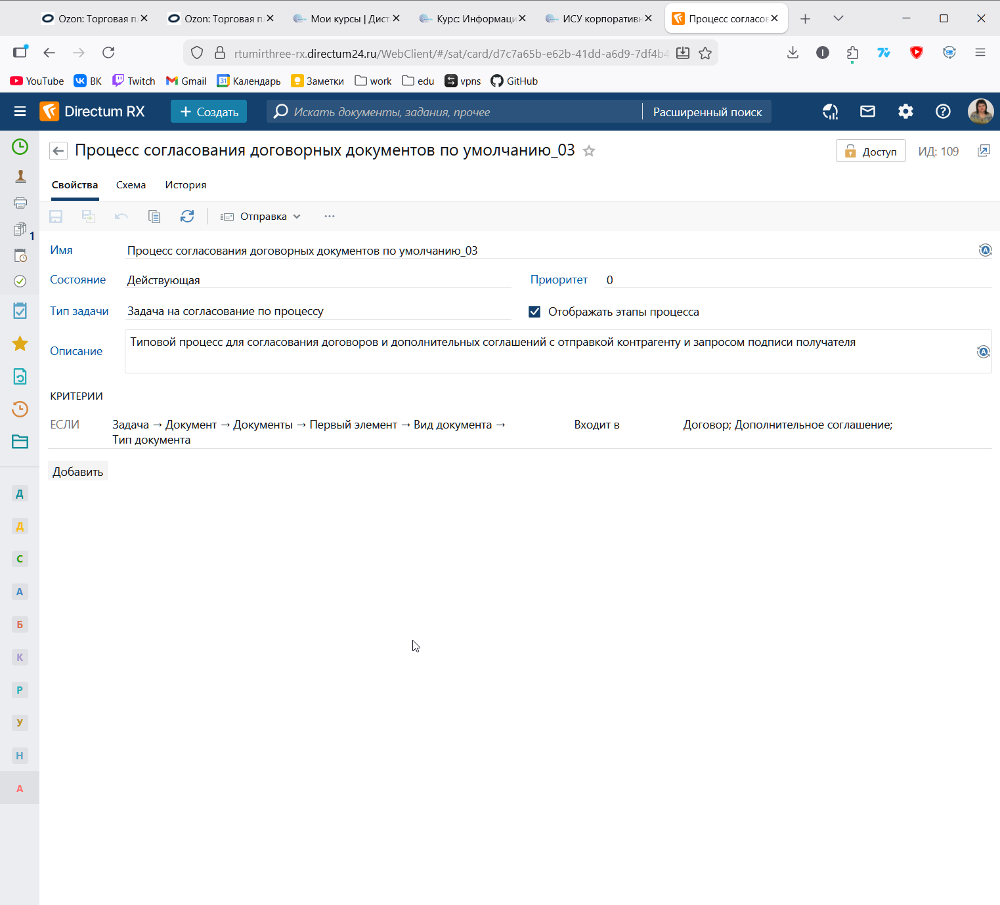 Ozon: Торговая п
Ozon: Торговая п
Мои курсы | Дист
Курс: Информаци
ИСУ корпоративн
Процесс согласов
rtumirthree-rx.directum24.ru/WebClient/#/sat/card/d7c7a65b-e62b-41dd-a6d9-7df4b4
YouTube
ВК
Twitch
Gmail
31 Календарь
Заметки
work
edu
vpns
GitHub
Directum RX
Создать
Искать документы, задания, прочее
Расширенный поиск
Процесс согласования договорных документов по умолчанию_03
Доступ
ИД: 109
Свойства
Схема
История
1
Отправка
Имя
Процесс согласования договорных документов по умолчанию_03
Состояние
Действующая
Приоритет
0
Тип задачи
Задача на согласование по процессу
Отображать этапы процесса
Описание
Типовой процесс для согласования договоров и дополнительных соглашений с отправкой контрагенту и запросом подписи получателя
КРИТЕРИИ
ЕСЛИ
Задача → Документ → Документы → Первый элемент → Вид документа →
Тип документа
Входит в
Договор; Дополнительное соглашение;
Добавить
Д
Д
С
А
Б
К
Р
У
Н
А